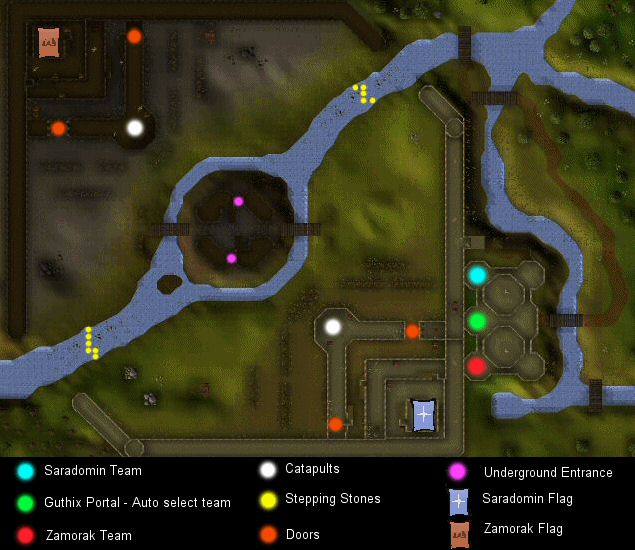 Saradomin Team
Catapults
Underground Entrance
Guthix Portal - Auto select team
Stepping Stones
Saradomin Flag
Zamorak Team
Doors
Zamorak Flag